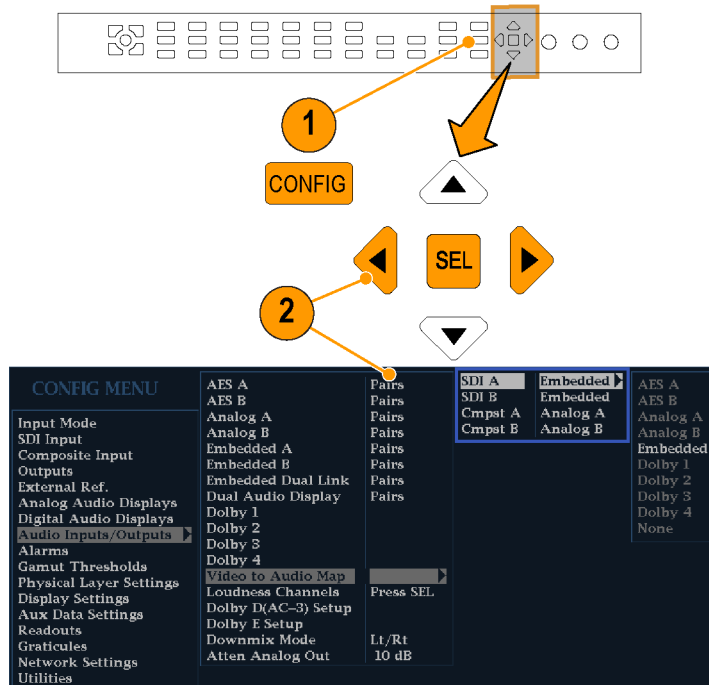 1
CONFIG
SEL
2
CONFIG MENU
Input Mode
SDI Input
Composite Input
Outputs
External Ref.
Analog Audio Displays
Digital Audio Displays
Audio Inputs/Outputs
Alarms
Gamut Thresholds
Physical Layer Settings
Display Settings
Aux Data Settings
Readouts
Graticules
Network Settings
Utilities
AES A Pairs
AES B Pairs
Analog A Pairs
Analog B Pairs
Embedded A Pairs
Embedded B Pairs
Embedded Dual Link Pairs
Dual Audio Display Pairs
Dolby 1
Dolby 2
Dolby 3
Dolby 4
Video to Audio Map
Loudness Channels Press SEL
Dolby D(AC–3) Setup
Dolby E Setup
Downmix Mode Lt/Rt
Atten Analog Out 10 dB
SDI A Embedded
SDI B Embedded
Cmpst A Analog A
Cmpst B Analog B
AES A
AES B
Analog A
Analog B
Embedded
Dolby 1
Dolby 2
Dolby 3
Dolby 4
None